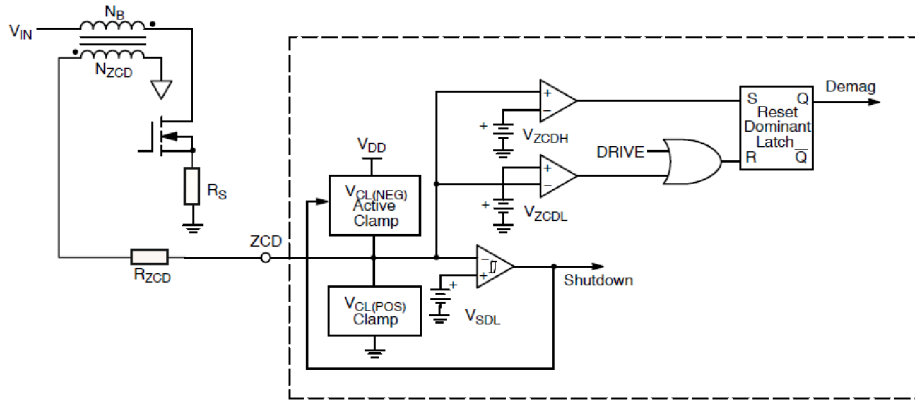 N_B
V_IN
N_ZCD
R_S
V_DD
V_CL(NEG)
Active
Clamp
ZCD
R_ZCD
V_CL(POS)
Clamp
V_SDL
Shutdown
+
−
+
+
−
+
V_ZCDH
+
−
+
V_ZCDL
DRIVE
S Q
Reset
Dominant
Latch
R Q̅
Demag